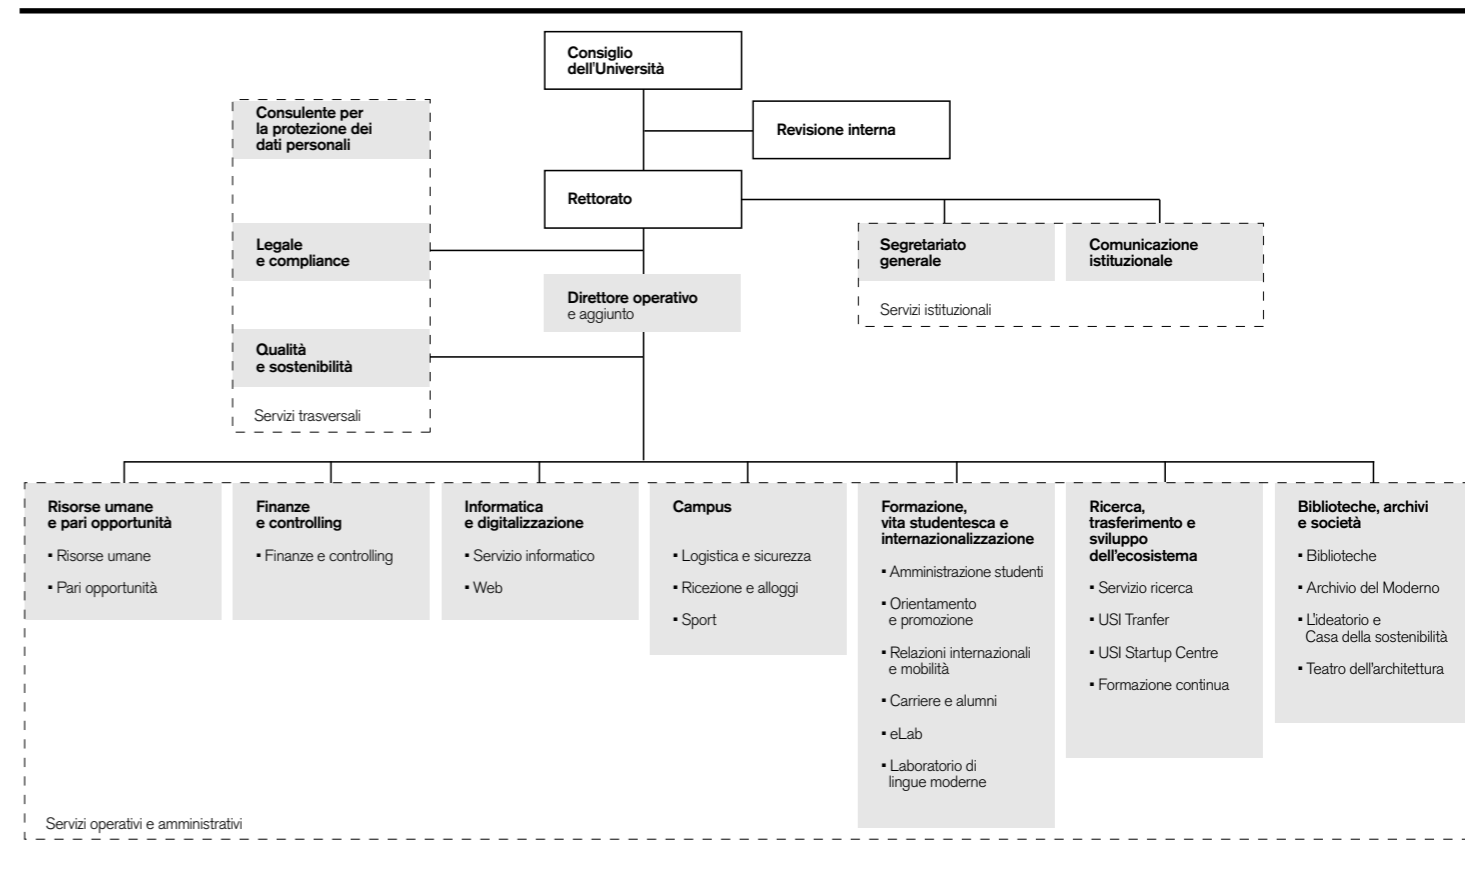 Consiglio
dell'Università
Consulente per
la protezione dei
dati personali
Revisione interna
Rettorato
Legale
e compliance
Segretariato
generale
Comunicazione
istituzionale
Servizi istituzionali
Direttore operativo
e aggiunto
Qualità
e sostenibilità
Servizi trasversali
Risorse umane
e pari opportunità
▪ Risorse umane
▪ Pari opportunità
Finanze
e controlling
▪ Finanze e controlling
Informatica
e digitalizzazione
▪ Servizio informatico
▪ Web
Campus
▪ Logistica e sicurezza
▪ Ricezione e alloggi
▪ Sport
Formazione,
vita studentesca e
internazionalizzazione
▪ Amministrazione studenti
▪ Orientamento
e promozione
▪ Relazioni internazionali
e mobilità
▪ Carriere e alumni
▪ eLab
▪ Laboratorio di
lingue moderne
Ricerca,
trasferimento e
sviluppo
dell'ecosistema
▪ Servizio ricerca
▪ USI Tranfer
▪ USI Startup Centre
▪ Formazione continua
Biblioteche, archivi
e società
▪ Biblioteche
▪ Archivio del Moderno
▪ L'ideatorio e
Casa della sostenibilità
▪ Teatro dell'architettura
Servizi operativi e amministrativi